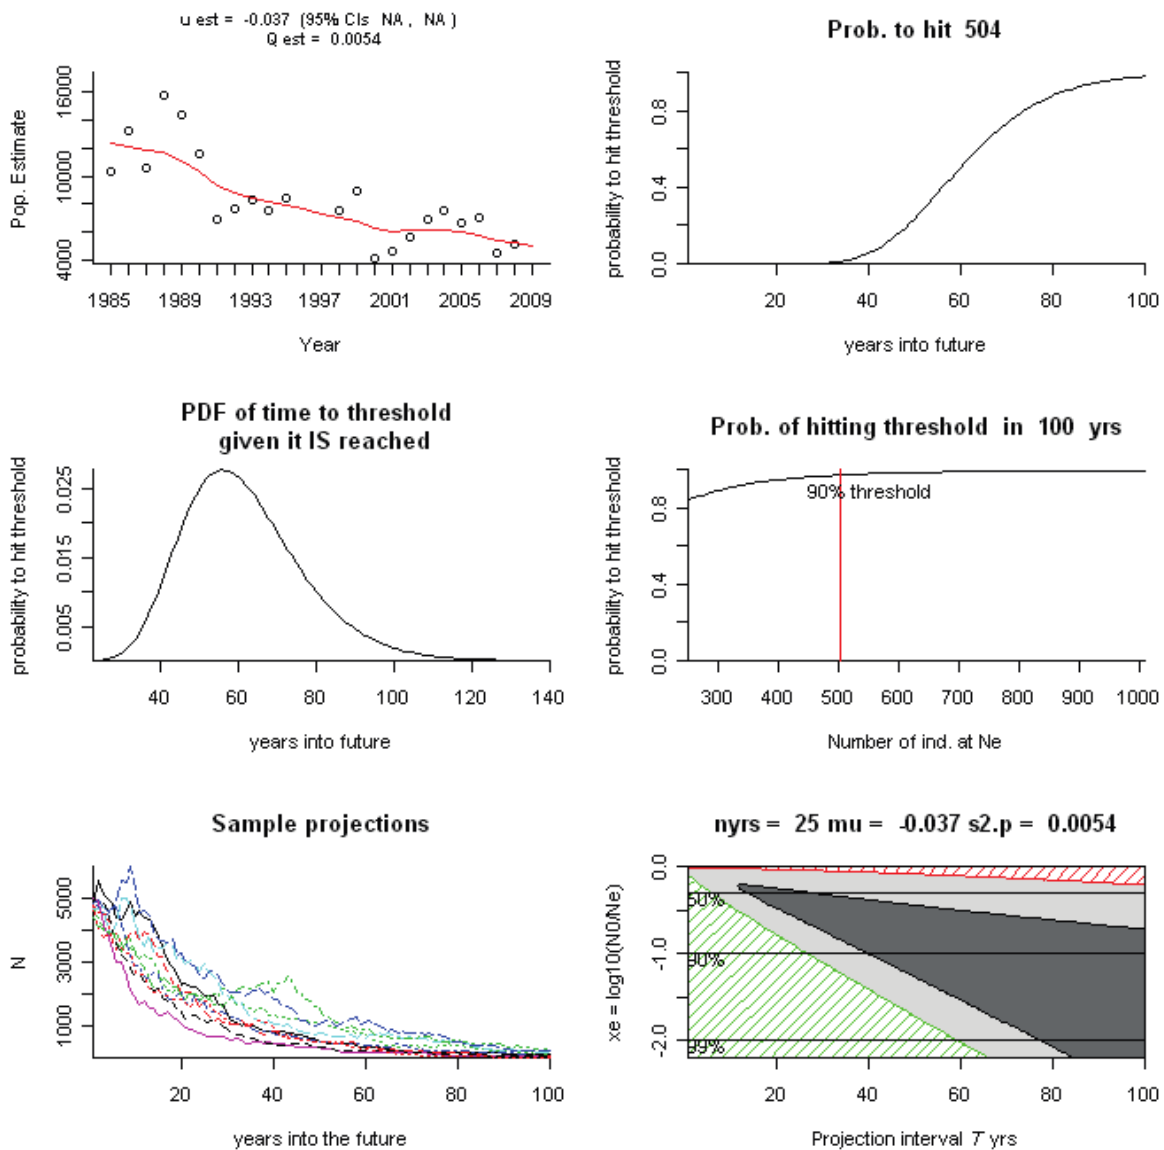 u est = -0.037 (95% CIs NA , NA )
Q est = 0.0054
Pop. Estimate
16000
10000
4000
1985 1989 1993 1997 2001 2005 2009
Year
Prob. to hit 504
probability to hit threshold
0.8
0.4
0.0
20 40 60 80 100
years into future
PDF of time to threshold
given it IS reached
probability to hit threshold
0.025
0.015
0.005
40 60 80 100 120 140
years into future
Prob. of hitting threshold in 100 yrs
probability to hit threshold
0.8
0.4
0.0
90% threshold
300 400 500 600 700 800 900 1000
Number of ind. at Ne
Sample projections
N
5000
3000
1000
20 40 60 80 100
years into the future
nyrs = 25 mu = -0.037 s2.p = 0.0054
xe = log10(N0/Ne)
0.0
-1.0
-2.0
50%
90%
99%
20 40 60 80 100
Projection interval T yrs